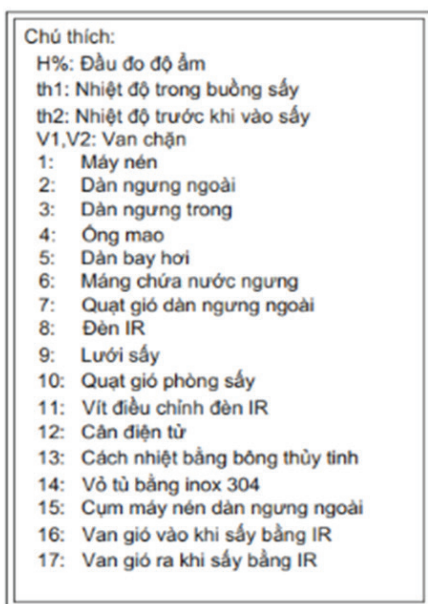 Chú thích:
H%: Đầu đo độ ẩm
th1: Nhiệt độ trong buồng sấy
th2: Nhiệt độ trước khi vào sấy
V1,V2: Van chặn
1: Máy nén
2: Dàn ngưng ngoài
3: Dàn ngưng trong
4: Ống mao
5: Dàn bay hơi
6: Máng chứa nước ngưng
7: Quạt gió dàn ngưng ngoài
8: Đèn IR
9: Lưới sấy
10: Quạt gió phòng sấy
11: Vít điều chỉnh đèn IR
12: Cân điện tử
13: Cách nhiệt bằng bông thủy tinh
14: Vỏ tủ bằng inox 304
15: Cụm máy nén dàn ngưng ngoài
16: Van gió vào khi sấy bằng IR
17: Van gió ra khi sấy bằng IR